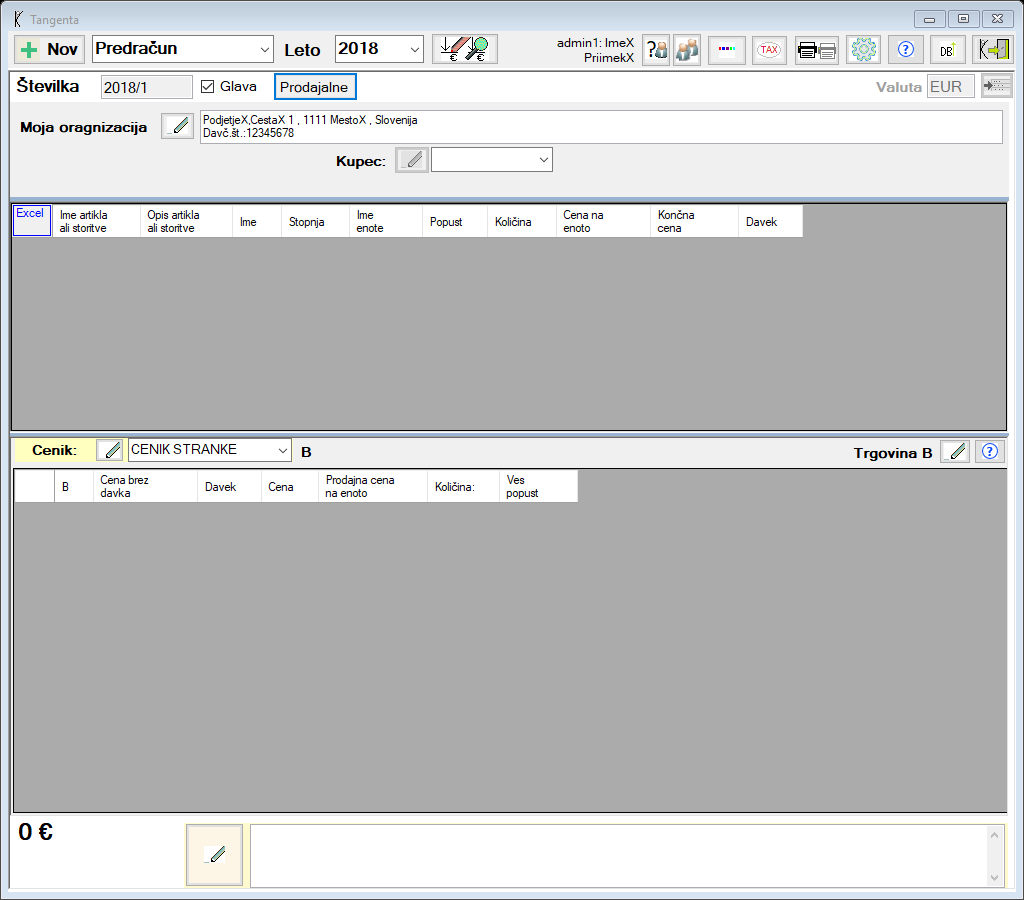 Tangenta
Nov
Predračun
Leto
2018
admin1: ImeX
PriimekX
?
TAX
?
DB
Številka
2018/1
Glava
Prodajalne
Valuta
EUR
Moja oragnizacija
PodjetjeX,CestaX 1 , 1111 MestoX , Slovenija
Davč.št.:12345678
Kupec:
Excel
Ime artikla
ali storitve
Opis artikla
ali storitve
Ime
Stopnja
Ime
enote
Popust
Količina
Cena na
enoto
Končna
cena
Davek
Cenik:
CENIK STRANKE
B
Trgovina B
?
B
Cena brez
davka
Davek
Cena
Prodajna cena
na enoto
Količina:
Ves
popust
0 €